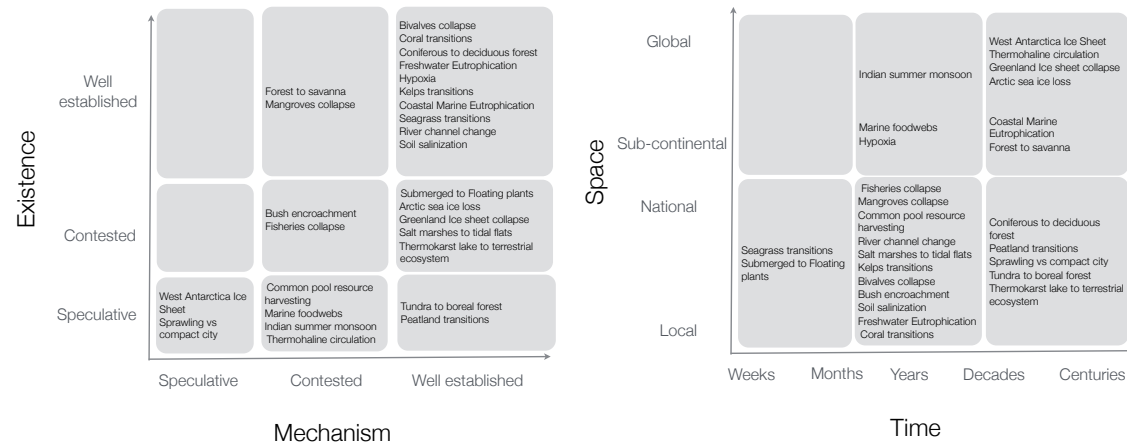 Existence
Well
established
Contested
Speculative
Forest to savanna
Mangroves collapse
Bivalves collapse
Coral transitions
Coniferous to deciduous forest
Freshwater Eutrophication
Hypoxia
Kelps transitions
Coastal Marine Eutrophication
Seagrass transitions
River channel change
Soil salinization
Bush encroachment
Fisheries collapse
Submerged to Floating plants
Arctic sea ice loss
Greenland Ice sheet collapse
Salt marshes to tidal flats
Thermokarst lake to terrestrial
ecosystem
West Antarctica Ice
Sheet
Sprawling vs
compact city
Common pool resource
harvesting
Marine foodwebs
Indian summer monsoon
Thermohaline circulation
Tundra to boreal forest
Peatland transitions
Speculative
Contested
Well established
Mechanism
Space
Global
Sub-continental
National
Local
Indian summer monsoon
Marine foodwebs
Hypoxia
West Antarctica Ice Sheet
Thermohaline circulation
Greenland Ice sheet collapse
Arctic sea ice loss
Coastal Marine
Eutrophication
Forest to savanna
Seagrass transitions
Submerged to Floating
plants
Fisheries collapse
Mangroves collapse
Common pool resource
harvesting
River channel change
Salt marshes to tidal flats
Kelps transitions
Bivalves collapse
Bush encroachment
Soil salinization
Freshwater Eutrophication
Coral transitions
Coniferous to deciduous
forest
Peatland transitions
Sprawling vs compact city
Tundra to boreal forest
Thermokarst lake to terrestrial
ecosystem
Weeks
Months
Years
Decades
Centuries
Time